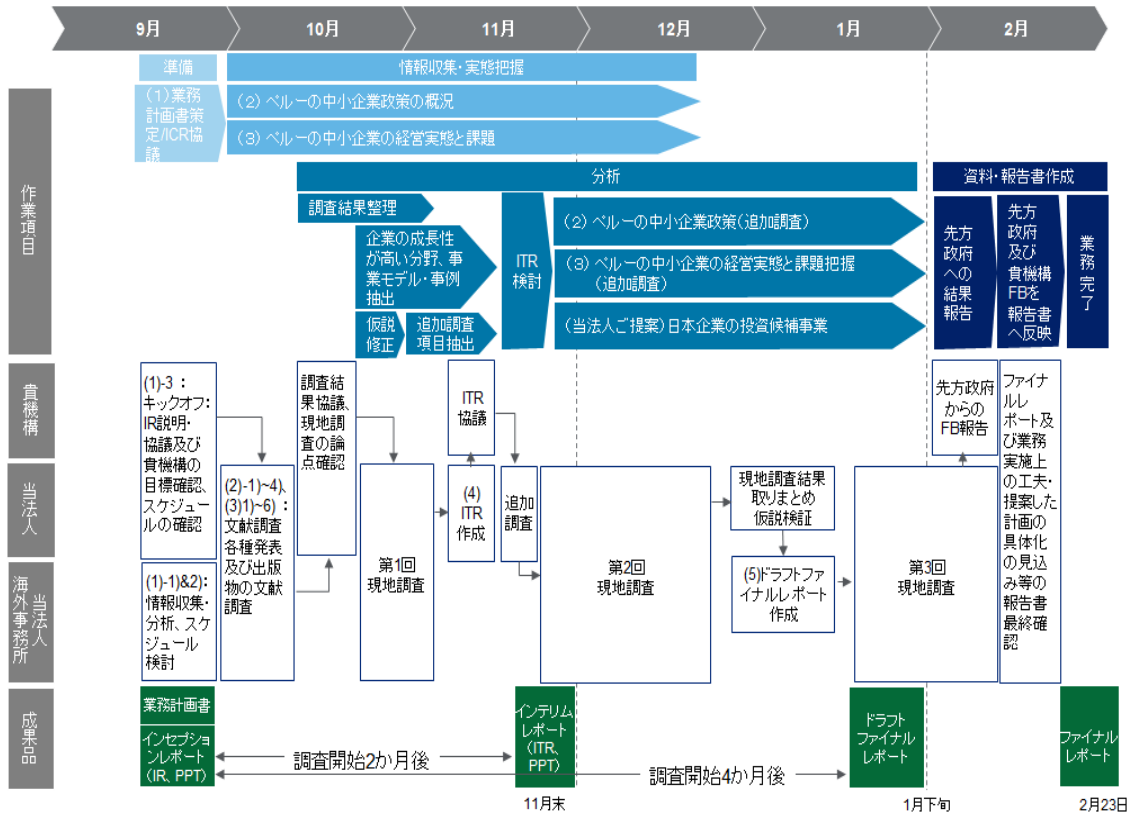 9月
10月
11月
12月
1月
2月
準備
情報収集・実態把握
作業項目
(1)業務
計画書策
定/ICR協
議
(2) ペルーの中小企業政策の概況
(3) ペルーの中小企業の経営実態と課題
分析
資料・報告書作成
調査結果整理
企業の成長性
が高い分野、事
業モデル・事例
抽出
仮説
修正
追加調査
項目抽出
ITR
検討
(2) ペルーの中小企業政策(追加調査)
(3) ペルーの中小企業の経営実態と課題把握
(追加調査)
(当法人ご提案)日本企業の投資候補事業
先方
政府
への
結果
報告
先方
政府
及び
貴機構
FBを
報告書
へ反映
業務完了
貴機構
当法人
当法人
海外事務所
(1)-3 :
キックオフ:
IR説明・
協議及び
貴機構の
目標確認、
スケジュー
ルの確認
(1)-1)&2):
情報収集・
分析、スケ
ジュール
検討
(2)-1)~4)、
(3)1)~6) :
文献調査
各種発表
及び出版
物の文献
調査
調査結
果協議、
現地調
査の論
点確認
第1回
現地調査
ITR
協議
(4)
ITR
作成
追加
調査
第2回
現地調査
現地調査結果
取りまとめ
仮説検証
(5)ドラフトファ
イナルレポート
作成
第3回
現地調査
先方政府
からの
FB報告
ファイナ
ルレ
ポート及
び業務
実施上
の工夫・
提案した
計画の
具体化
の見込
み等の
報告書
最終確
認
成果品
業務計画書
インセプショ
ンレポート
(IR、PPT)
調査開始2か月後
インテリム
レポート
(ITR、
PPT)
調査開始4か月後
ドラフト
ファイナル
レポート
ファイナル
レポート
11月末
1月下旬
2月23日